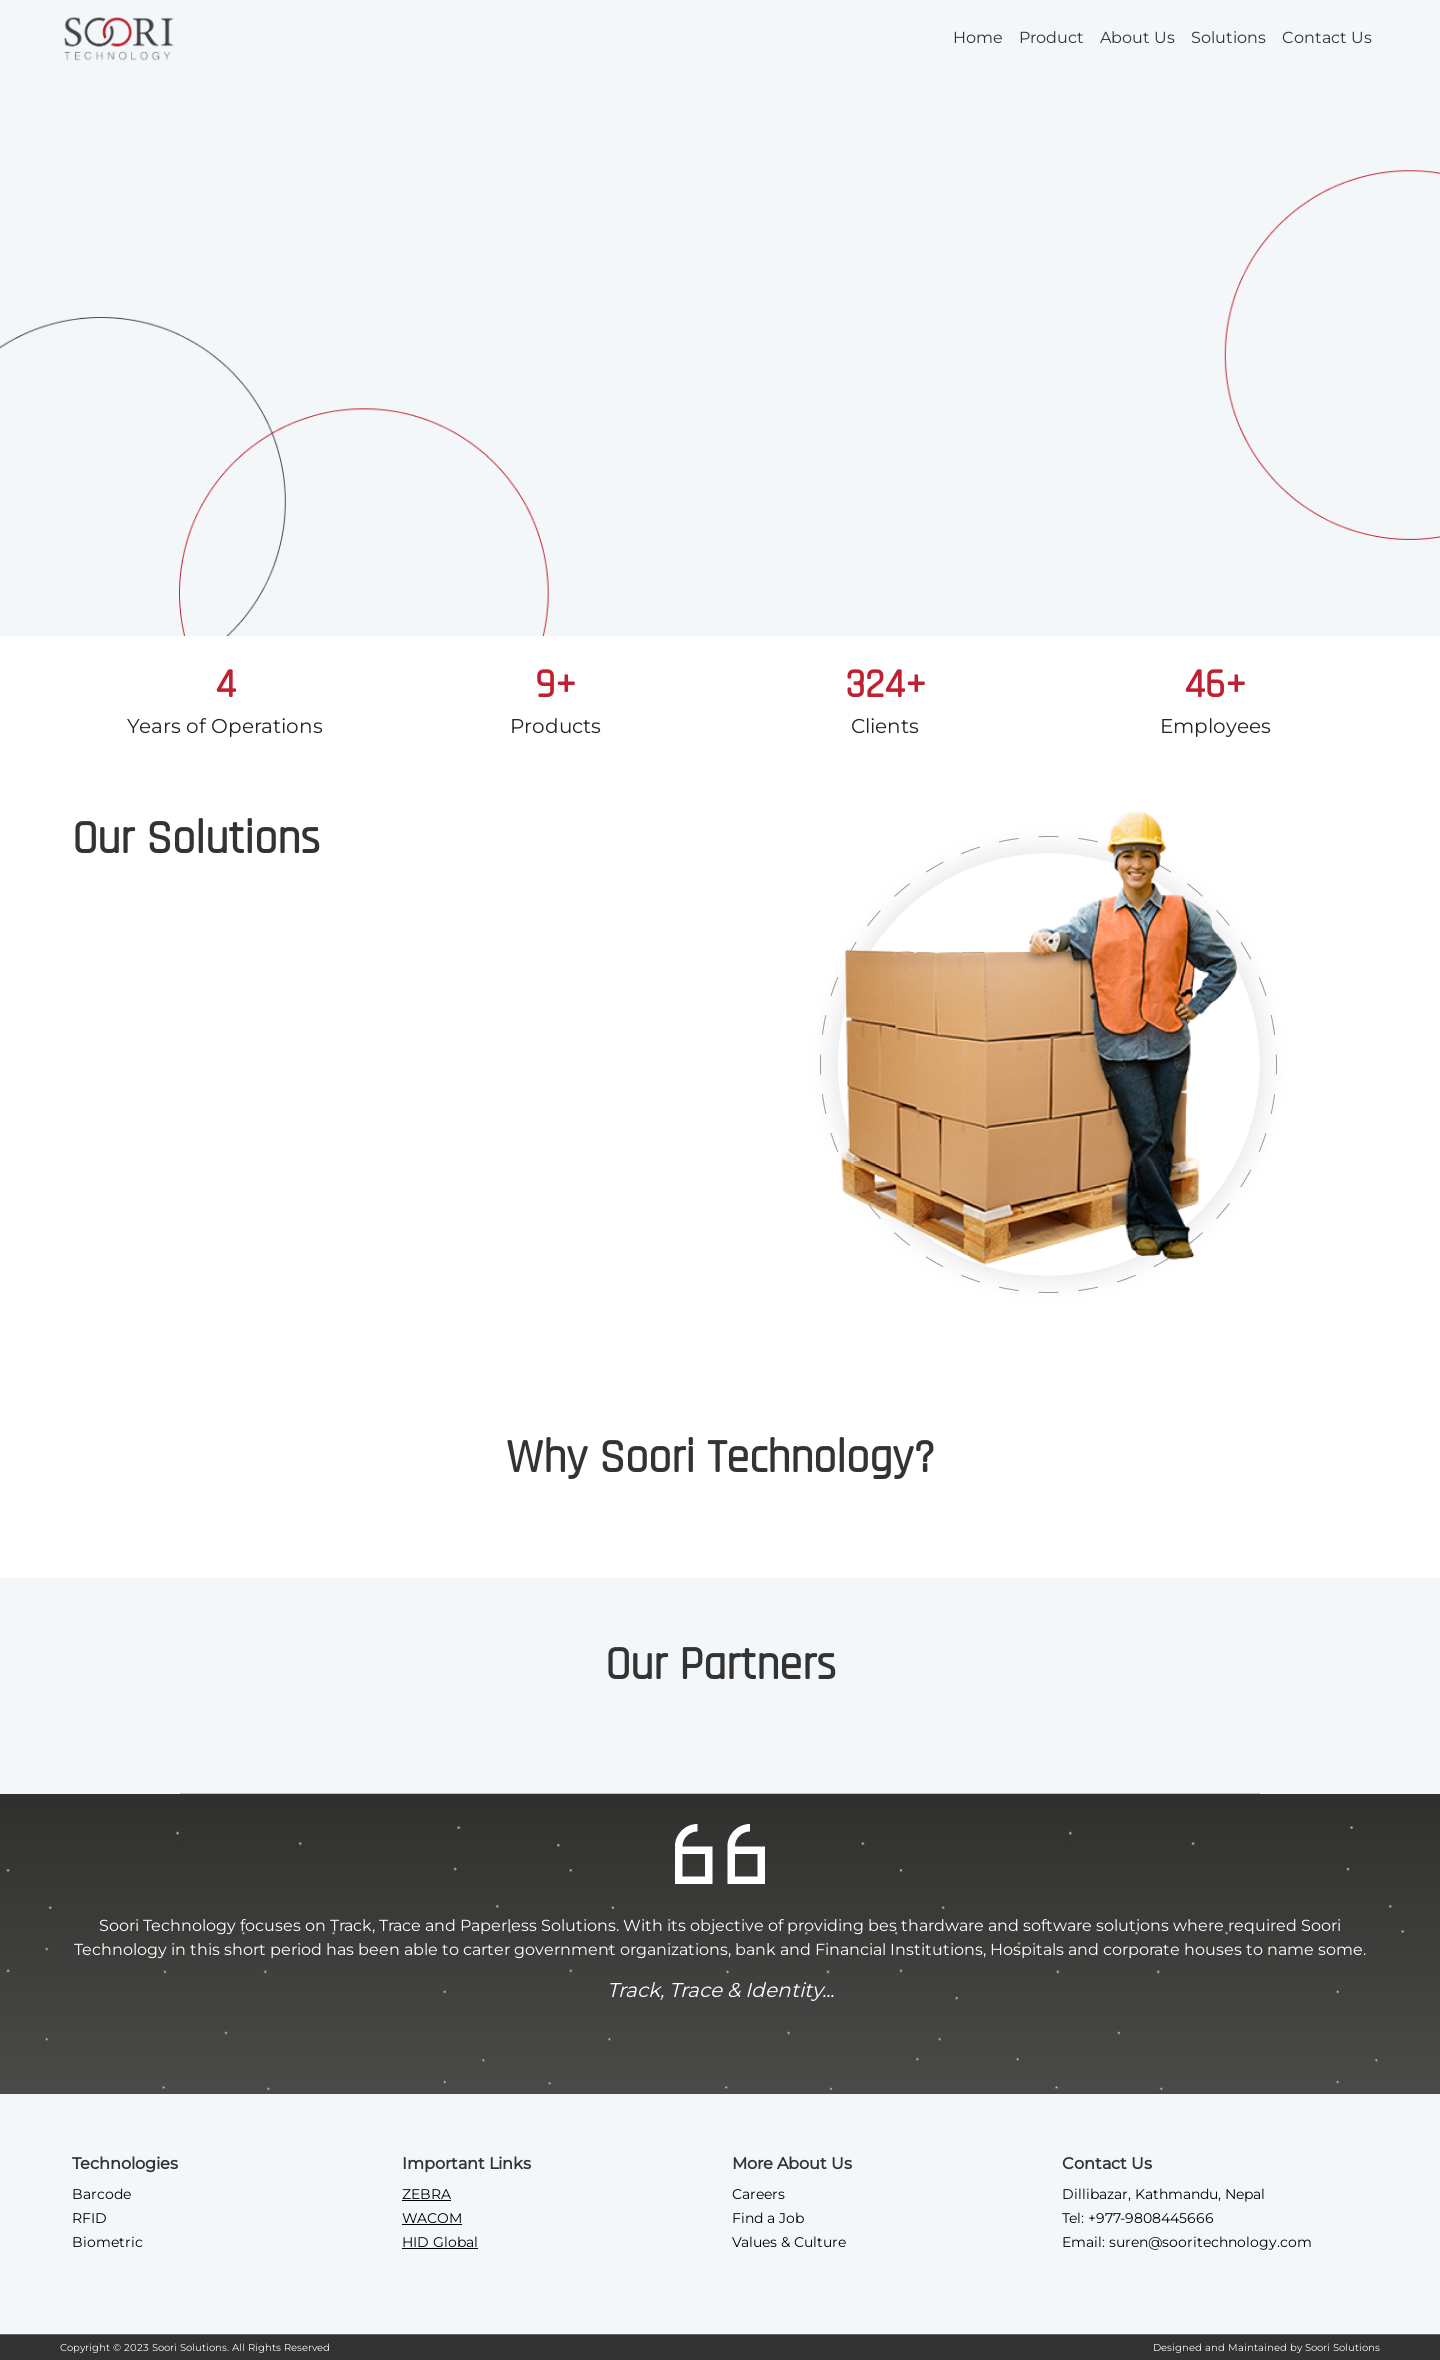 SOORI
TECHNOLOGY
Home Product About Us Solutions Contact Us
4 9+ 324+ 46+
Years of Operations Products Clients Employees
Our Solutions
Why Soori Technology?
Our Partners
Soori Technology focuses on Track, Trace and Paperless Solutions. With its objective of providing bes thardware and software solutions where required Soori
Technology in this short period has been able to carter government organizations, bank and Financial Institutions, Hospitals and corporate houses to name some.
Track, Trace & Identity...
Technologies
Barcode
RFID
Biometric
Important Links
ZEBRA
WACOM
HID Global
More About Us
Careers
Find a Job
Values & Culture
Contact Us
Dillibazar, Kathmandu, Nepal
Tel: +977-9808445666
Email: suren@sooritechnology.com
Copyright © 2023 Soori Solutions. All Rights Reserved Designed and Maintained by Soori Solutions